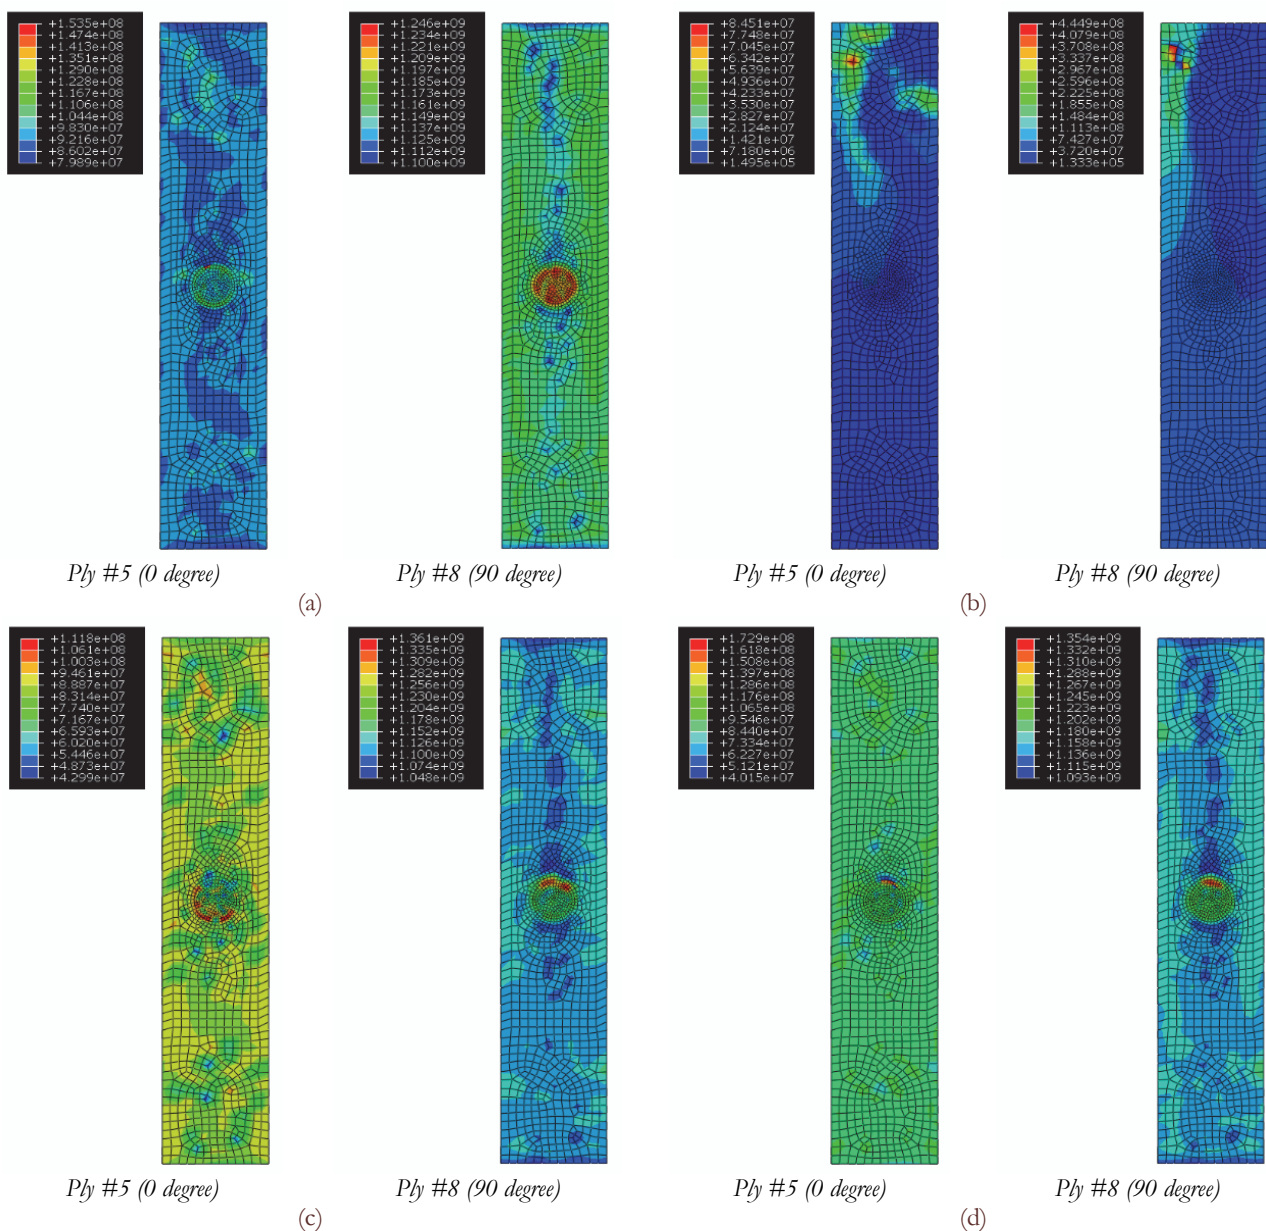 +1.535e+08
+1.474e+08
+1.413e+08
+1.351e+08
+1.290e+08
+1.228e+08
+1.167e+08
+1.106e+08
+1.044e+08
+9.830e+07
+9.216e+07
+8.602e+07
+7.989e+07
+1.246e+09
+1.234e+09
+1.221e+09
+1.209e+09
+1.197e+09
+1.185e+09
+1.173e+09
+1.161e+09
+1.149e+09
+1.137e+09
+1.125e+09
+1.112e+09
+1.100e+09
+8.451e+07
+7.748e+07
+7.045e+07
+6.342e+07
+5.639e+07
+4.936e+07
+4.233e+07
+3.530e+07
+2.827e+07
+2.124e+07
+1.421e+07
+7.180e+06
+1.495e+05
+4.449e+08
+4.079e+08
+3.708e+08
+3.337e+08
+2.967e+08
+2.596e+08
+2.225e+08
+1.855e+08
+1.484e+08
+1.113e+08
+7.427e+07
+3.720e+07
+1.333e+05
Ply #5 (0 degree)
Ply #8 (90 degree)
Ply #5 (0 degree)
Ply #8 (90 degree)
(a)
(b)
+1.118e+08
+1.061e+08
+1.003e+08
+9.461e+07
+8.887e+07
+8.314e+07
+7.740e+07
+7.167e+07
+6.593e+07
+6.020e+07
+5.446e+07
+4.873e+07
+4.299e+07
+1.361e+09
+1.335e+09
+1.309e+09
+1.282e+09
+1.256e+09
+1.230e+09
+1.204e+09
+1.178e+09
+1.152e+09
+1.126e+09
+1.100e+09
+1.074e+09
+1.048e+09
+1.729e+08
+1.618e+08
+1.508e+08
+1.397e+08
+1.286e+08
+1.176e+08
+1.065e+08
+9.546e+07
+8.440e+07
+7.334e+07
+6.227e+07
+5.121e+07
+4.015e+07
+1.354e+09
+1.332e+09
+1.310e+09
+1.288e+09
+1.267e+09
+1.245e+09
+1.223e+09
+1.202e+09
+1.180e+09
+1.158e+09
+1.136e+09
+1.115e+09
+1.093e+09
Ply #5 (0 degree)
Ply #8 (90 degree)
Ply #5 (0 degree)
Ply #8 (90 degree)
(c)
(d)